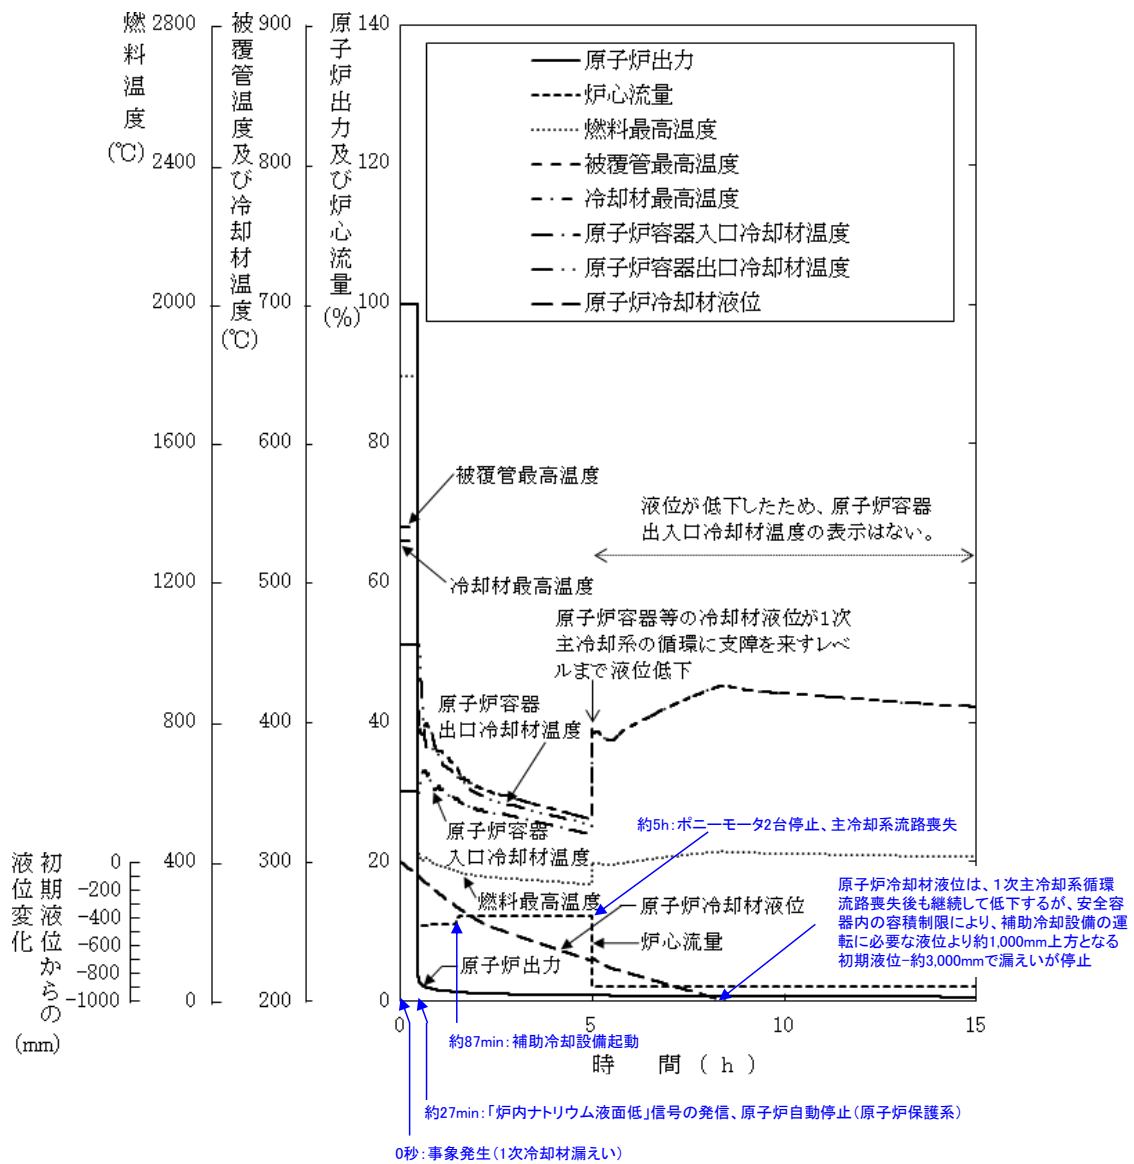 燃料温度
(℃)
2800
2400
2000
1600
1200
800
400
0
被覆管温度及び冷却材温度
(℃)
900
800
700
600
500
400
300
200
原子炉出力及び炉心流量
(%)
140
120
100
80
60
40
20
0
初期液位からの
液位変化
(mm)
0
-200
-400
-600
-800
-1000
原子炉出力
炉心流量
燃料最高温度
被覆管最高温度
冷却材最高温度
原子炉容器入口冷却材温度
原子炉容器出口冷却材温度
原子炉冷却材液位
被覆管最高温度
液位が低下したため、原子炉容器
出入口冷却材温度の表示はない。
冷却材最高温度
原子炉容器等の冷却材液位が1次
主冷却系の循環に支障を来すレベ
ルまで液位低下
原子炉容器
出口冷却材温度
原子炉容器
入口冷却材温度
約5h:ポニーモータ2台停止、主冷却系流路喪失
燃料最高温度
原子炉冷却材液位
炉心流量
原子炉出力
原子炉冷却材液位は、1次主冷却系循環
流路喪失後も継続して低下するが、安全容
器内の容積制限により、補助冷却設備の運
転に必要な液位より約1,000mm上方となる
初期液位-約3,000mmで漏えいが停止
0
5
10
15
約87min:補助冷却設備起動
時 間 ( h )
約27min:「炉内ナトリウム液面低」信号の発信、原子炉自動停止(原子炉保護系)
0秒:事象発生(1次冷却材漏えい)